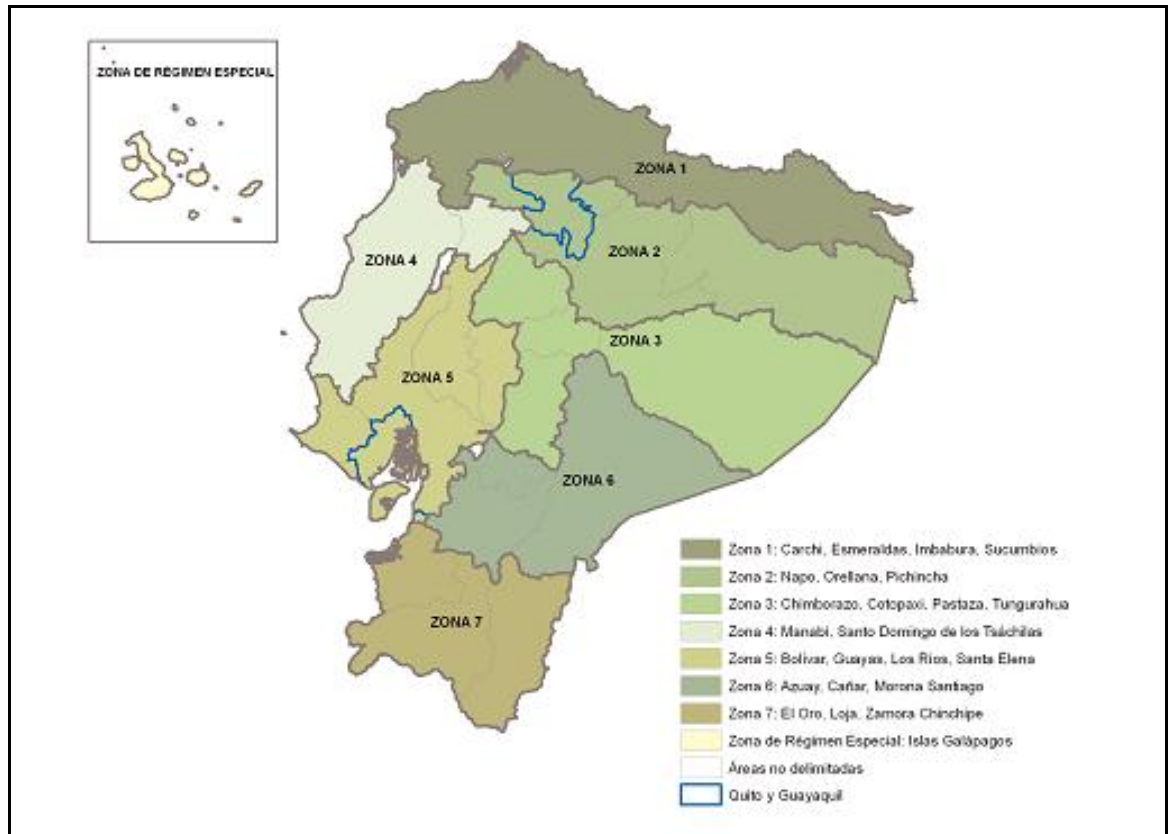 ZONA DE RÉGIMEN ESPECIAL
ZONA 1
ZONA 2
ZONA 4
ZONA 3
ZONA 5
ZONA 6
ZONA 7
Zona 1: Carchi, Esmeraldas, Imbabura, Sucumbios
Zona 2: Napo, Orellana, Pichincha
Zona 3: Chimborazo, Cotopaxi, Pastaza, Tungurahua
Zona 4: Manabí, Santo Domingo de los Tsáchilas
Zona 5: Bolívar, Guayas, Los Ríos, Santa Elena
Zona 6: Azuay, Cañar, Morona Santiago
Zona 7: El Oro, Loja, Zamora Chinchipe
Zona de Régimen Especial: Islas Galápagos
Áreas no delimitadas
Quito y Guayaquil